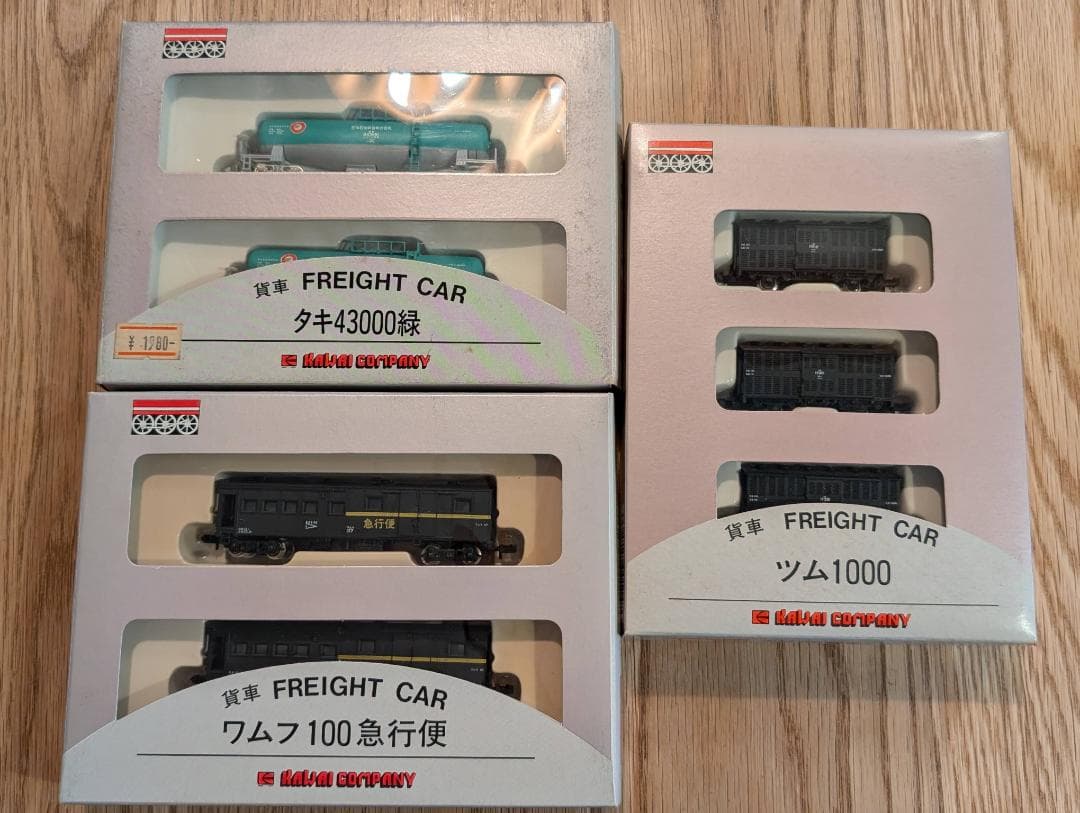 貨車 FREIGHT CAR
タキ43000緑
¥ 1980-
KAWAI COMPANY
急行便
貨車 FREIGHT CAR
ワムフ100急行便
KAWAI COMPANY
貨車 FREIGHT CAR
ツム1000
KAWAI COMPANY